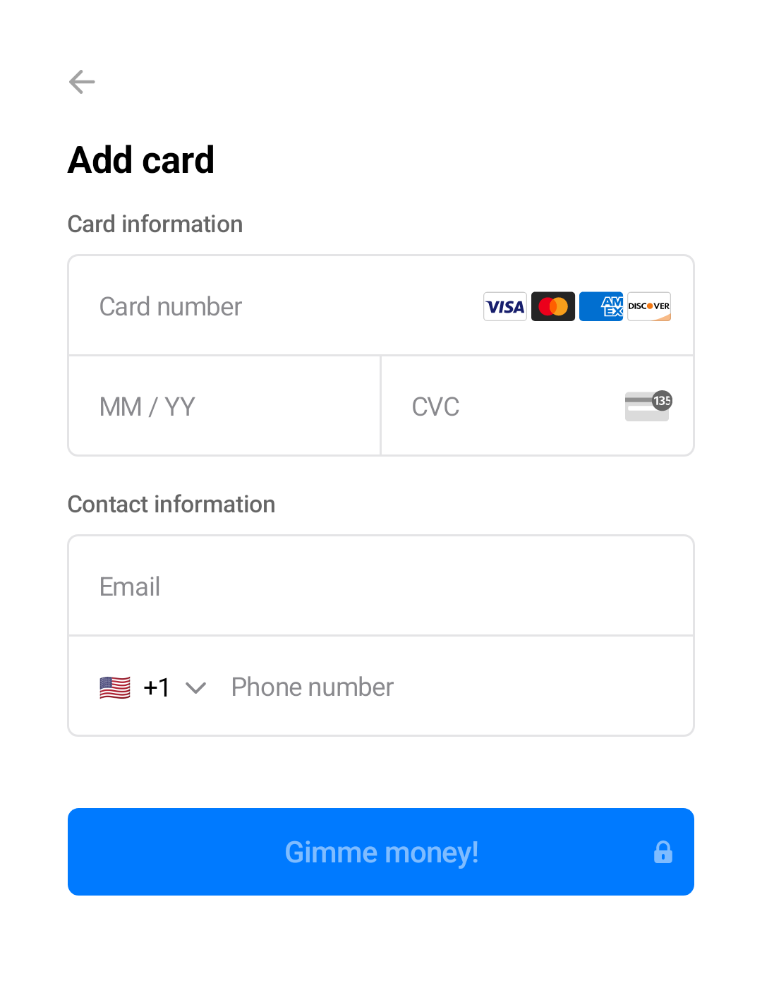 Add card
Card information
Card number VISA AM EX DISCOVER
MM / YY CVC 135
Contact information
Email
+1 Phone number
Gimme money!